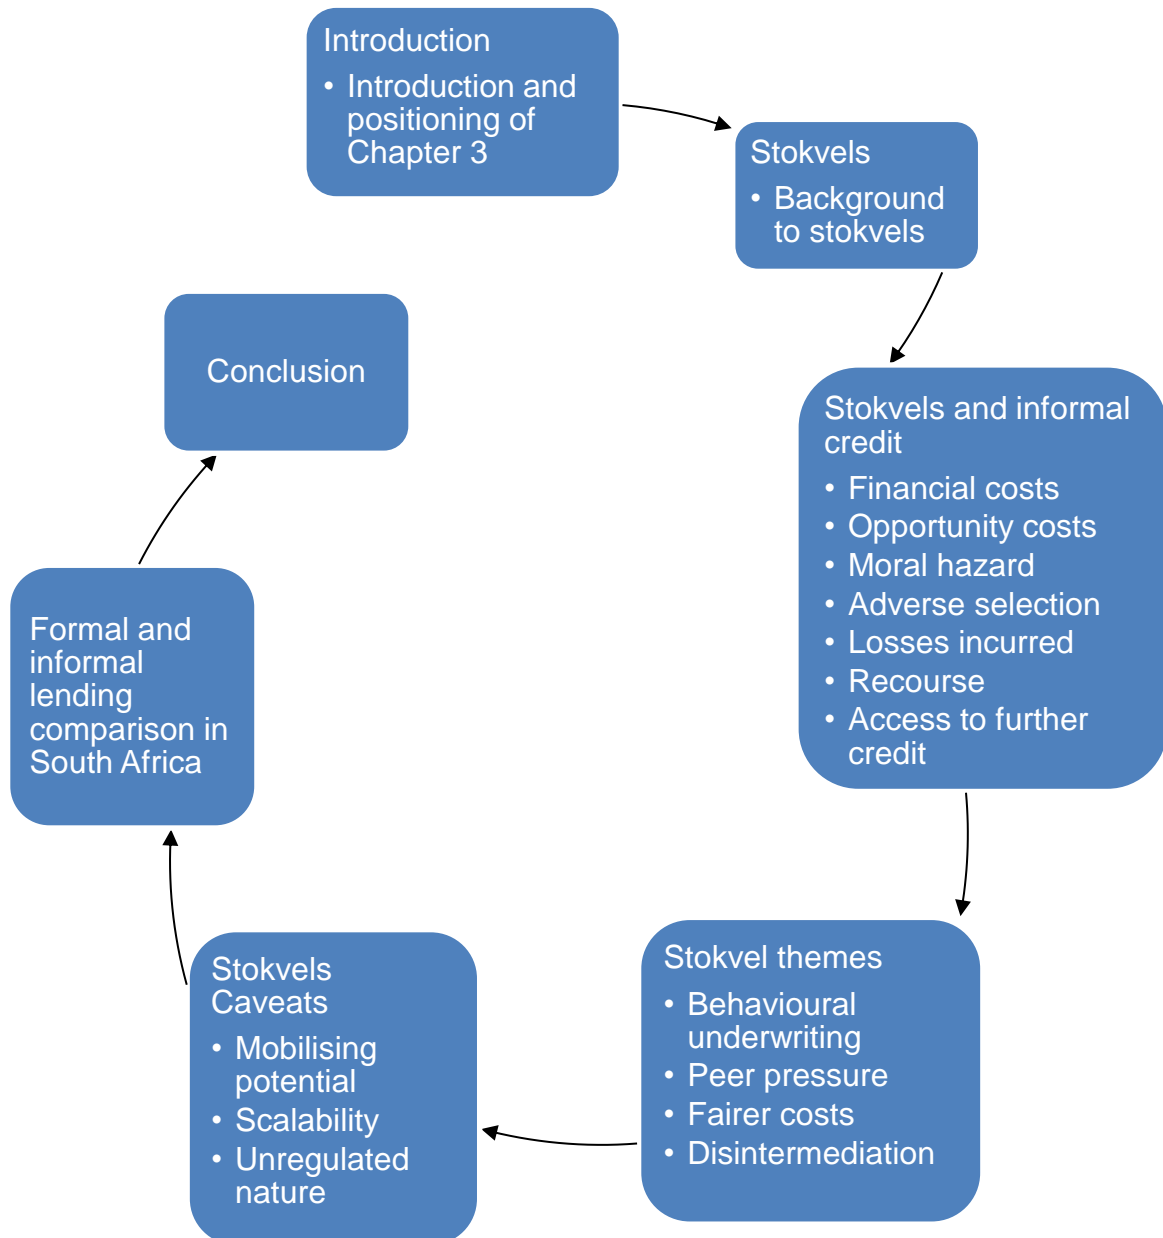 Introduction
• Introduction and
positioning of
Chapter 3
Stokvels
• Background
to stokvels
Stokvels and informal
credit
• Financial costs
• Opportunity costs
• Moral hazard
• Adverse selection
• Losses incurred
• Recourse
• Access to further
credit
Stokvel themes
• Behavioural
underwriting
• Peer pressure
• Fairer costs
• Disintermediation
Stokvels
Caveats
• Mobilising
potential
• Scalability
• Unregulated
nature
Formal and
informal
lending
comparison in
South Africa
Conclusion